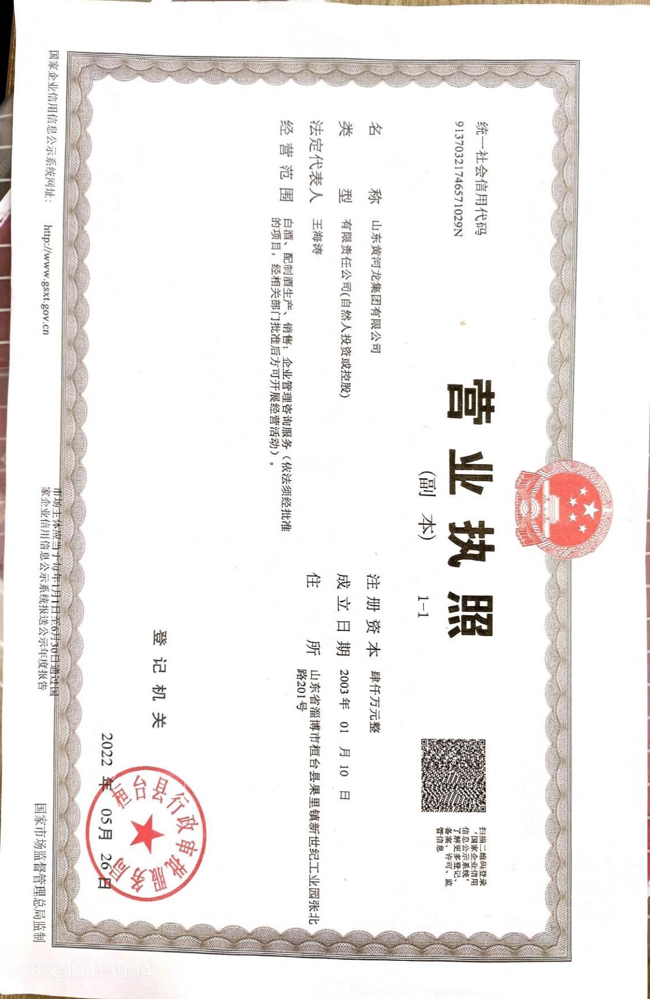 统一社会信用代码
91370321746571029N
营业执照
(副 本) 1-1
扫描二维码登录
‘国家企业信用
信息公示系统’
了解更多登记、
备案、许可、监
管信息
名 称 山东黄河龙集团有限公司
类 型 有限责任公司(自然人投资或控股)
法定代表人 王海涛
经营范围 白酒、配制酒生产、销售；企业管理咨询服务（依法须经批准
的项目，经相关部门批准后方可开展经营活动）。
注册资本 肆仟万元整
成立日期 2003年 01 月 10 日
住 所 山东省淄博市桓台县果里镇新世纪工业园张北
路201号
登记机关
桓台县行政审批服务局
2022 年 05月 26日
国家企业信用信息公示系统网址： http://www.gsxt.gov.cn
市场主体应当于每年1月1日至6月30日通过国
家企业信用信息公示系统报送公示年度报告
国家市场监督管理总局监制
2022.10.11 10:14